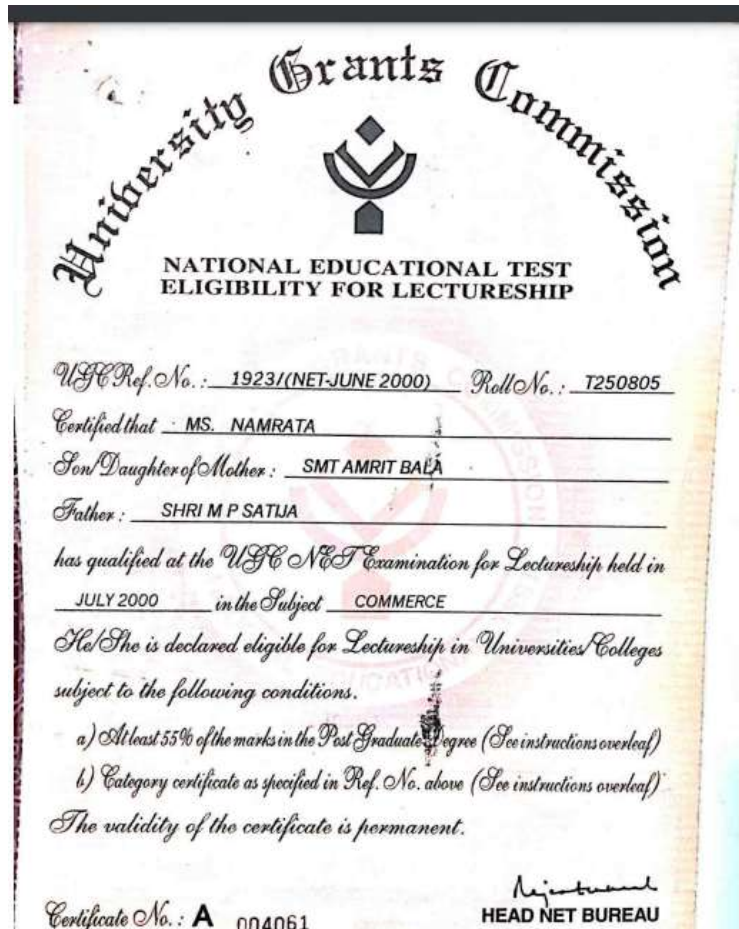 University Grants Commission
NATIONAL EDUCATIONAL TEST
ELIGIBILITY FOR LECTURESHIP
UGC Ref. No. : 1923/(NET-JUNE 2000) Roll No. : T250805
Certified that MS. NAMRATA
Son/Daughter of Mother : SMT AMRIT BALA
Father : SHRI M P SATIJA
has qualified at the UGC NET Examination for Lectureship held in
JULY 2000 in the Subject COMMERCE
He/She is declared eligible for Lectureship in Universities/Colleges
subject to the following conditions.
a) At least 55% of the marks in the Post Graduate Degree (See instructions overleaf)
b) Category certificate as specified in Ref. No. above (See instructions overleaf)
The validity of the certificate is permanent.
Certificate No. : A 004061
HEAD NET BUREAU